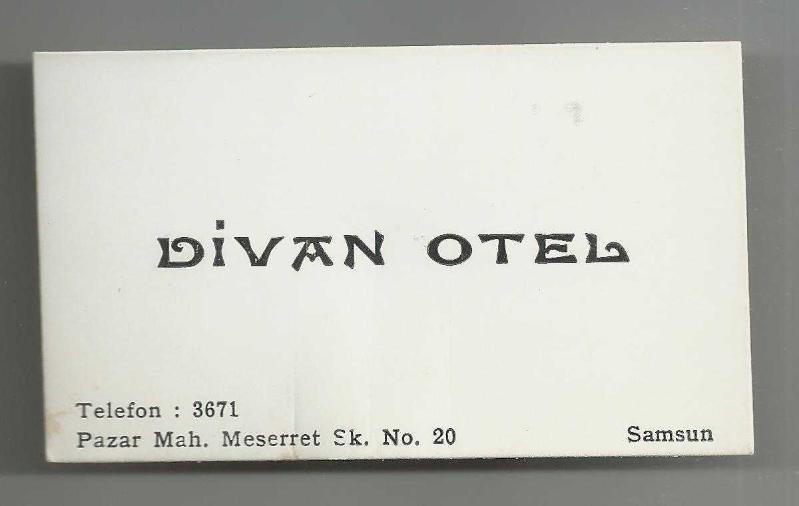 DİVAN OTEL
Telefon : 3671
Pazar Mah. Meserret Sk. No. 20
Samsun